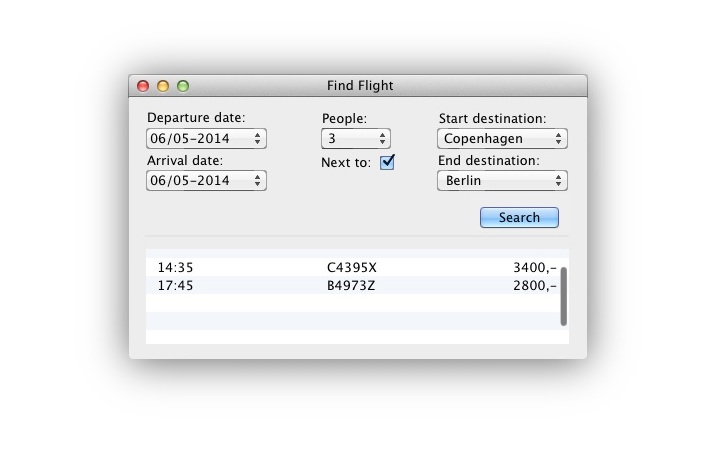 Find Flight
Departure date: People: Start destination:
06/05-2014 3 Copenhagen
Arrival date: Next to: End destination:
06/05-2014 Berlin
Search
14:35 C4395X 3400,-
17:45 B4973Z 2800,-